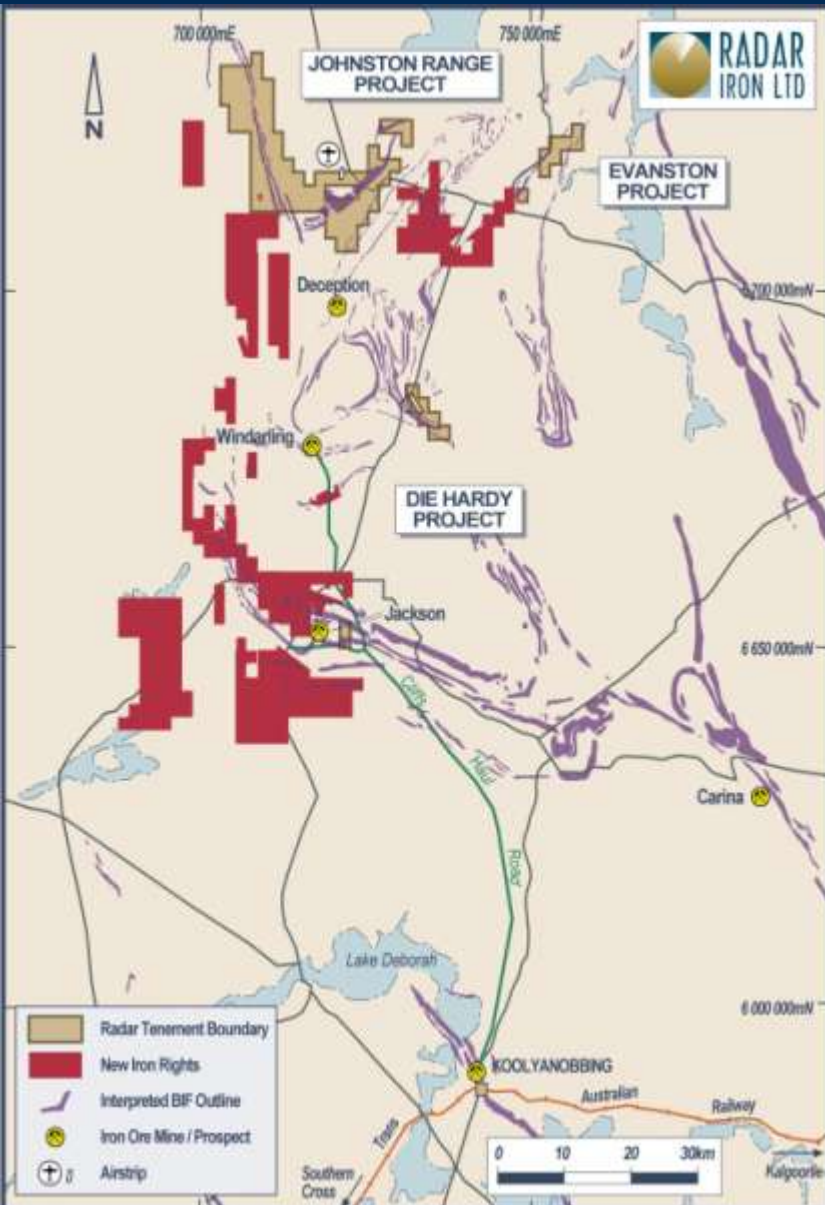 700 000mE
750 000mE
JOHNSTON RANGE
PROJECT
RADAR
IRON LTD
N
EVANSTON
PROJECT
Deception
6 700 000mN
Windarling
DIE HARDY
PROJECT
Jackson
6 650 000mN
Cliffs
Haul
Road
Carina
Lake Deborah
6 000 000mN
Radar Tenement Boundary
New Iron Rights
Interpreted BIF Outline
Iron Ore Mine / Prospect
Airstrip
KOOLYANOBBING
Trans
Australian
Railway
Southern
Cross
0 10 20 30km
Kalgoorlie